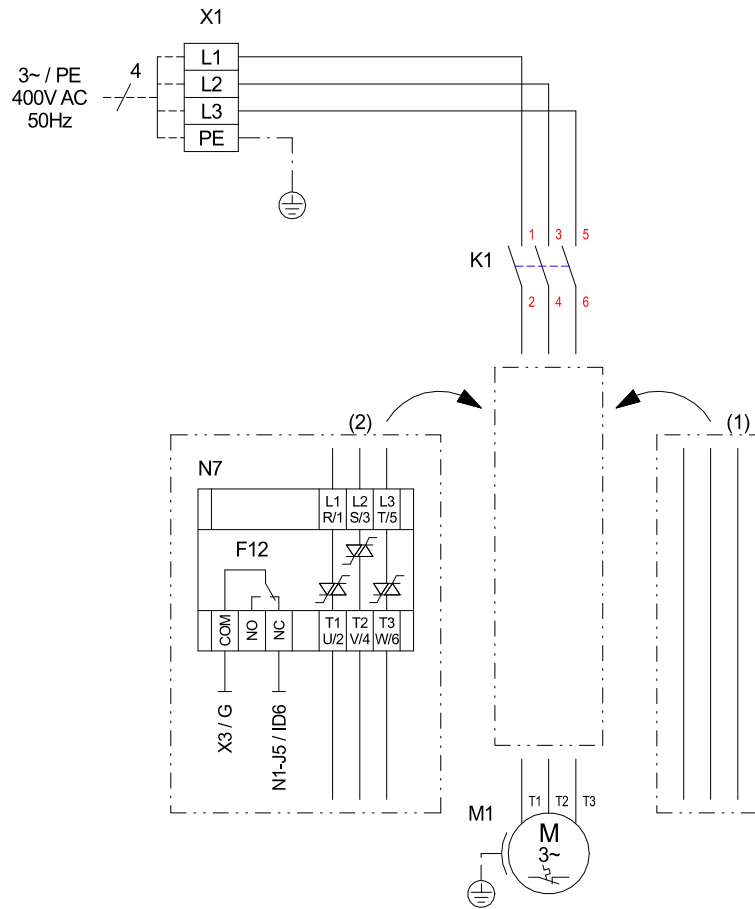 X1
L1
L2
L3
PE
3~ / PE
400V AC
50Hz
4
K1
1 3 5
2 4 6
(2)
(1)
N7
L1 L2 L3
R/1 S/3 T/5
F12
COM NO NC
T1 T2 T3
U/2 V/4 W/6
X3 / G
N1-J5 / ID6
T1 T2 T3
M1
M
3~